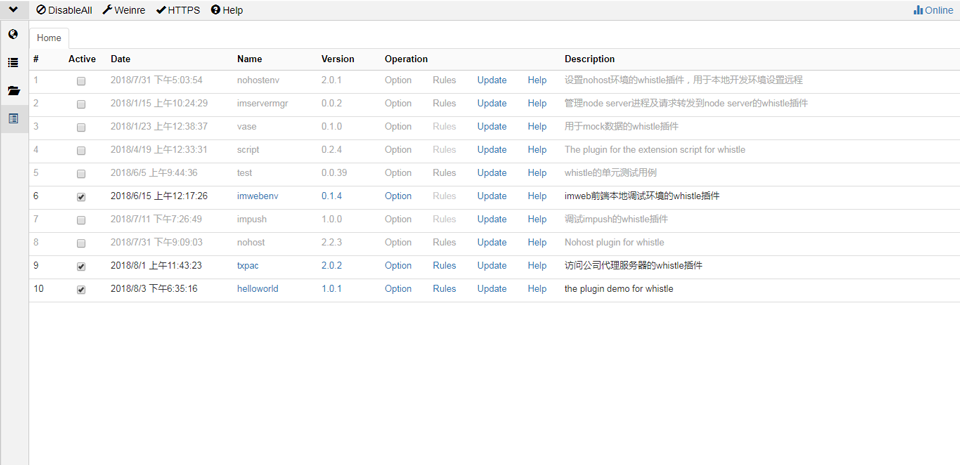 DisableAll Weinre HTTPS Help Online
Home
# Active Date Name Version Operation Description
1 2018/7/31 下午5:03:54 nohostenv 2.0.1 Option Rules Update Help 设置nohost环境的whistle插件，用于本地开发环境设置远程
2 2018/1/15 上午10:24:29 imservermgr 0.0.2 Option Rules Update Help 管理node server进程及请求转发到node server的whistle插件
3 2018/1/23 上午12:38:37 vase 0.1.0 Option Rules Update Help 用于mock数据的whistle插件
4 2018/4/19 上午12:33:31 script 0.2.4 Option Rules Update Help The plugin for the extension script for whistle
5 2018/6/5 上午9:44:36 test 0.0.39 Option Rules Update Help whistle的单元测试用例
6 2018/6/15 上午12:17:26 imwebenv 0.1.4 Option Rules Update Help imweb前端本地调试环境的whistle插件
7 2018/7/11 下午7:26:49 impush 1.0.0 Option Rules Update Help 调试impush的whistle插件
8 2018/7/31 下午9:09:03 nohost 2.2.3 Option Rules Update Help Nohost plugin for whistle
9 2018/8/1 上午11:43:23 txpac 2.0.2 Option Rules Update Help 访问公司代理服务器的whistle插件
10 2018/8/3 下午6:35:16 helloworld 1.0.1 Option Rules Update Help the plugin demo for whistle